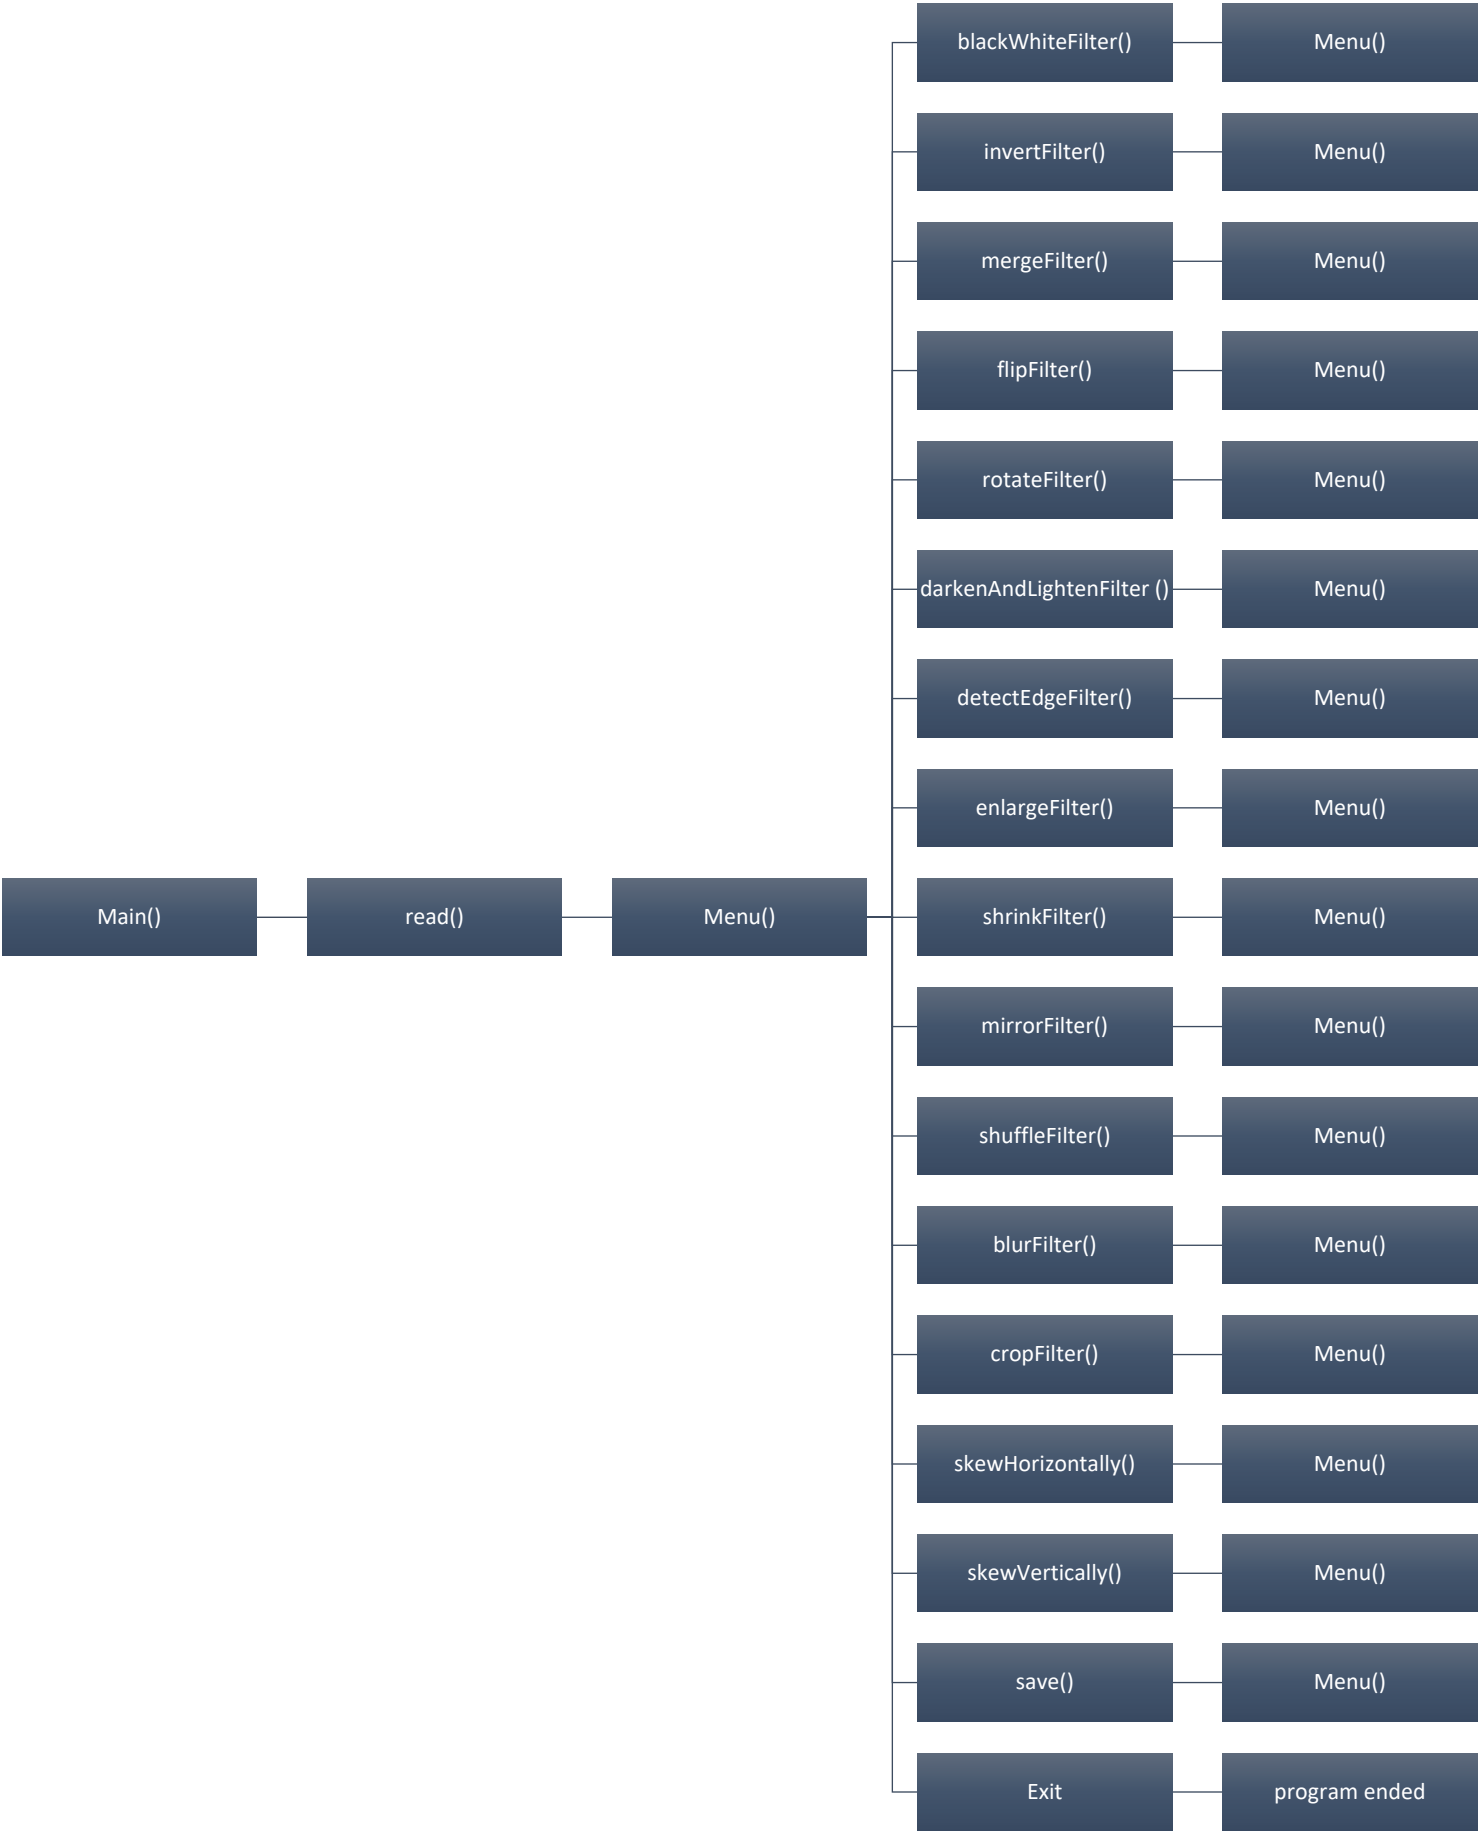 blackWhiteFilter()
Menu()
invertFilter()
Menu()
mergeFilter()
Menu()
flipFilter()
Menu()
rotateFilter()
Menu()
darkenAndLightenFilter ()
Menu()
detectEdgeFilter()
Menu()
enlargeFilter()
Menu()
Main()
read()
Menu()
shrinkFilter()
Menu()
mirrorFilter()
Menu()
shuffleFilter()
Menu()
blurFilter()
Menu()
cropFilter()
Menu()
skewHorizontally()
Menu()
skewVertically()
Menu()
save()
Menu()
Exit
program ended